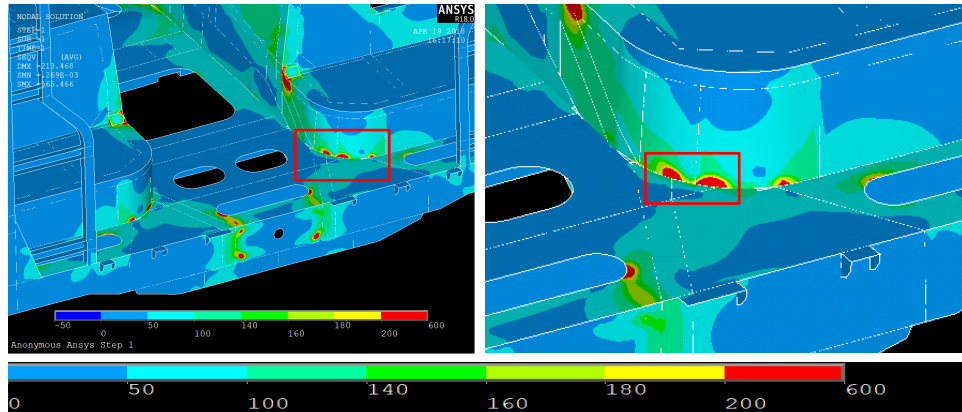 NODAL SOLUTION
STEP=1
SUB =1
TIME=1
SEQV (AVG)
DMX =213.468
SMN =.269E-03
SMX =565.466
ANSYS
R18.0
APR 19 2018
-50 0 50 100 140 160 180 200 600
Anonymous Ansys Step 1
0 50 100 140 160 180 200 600